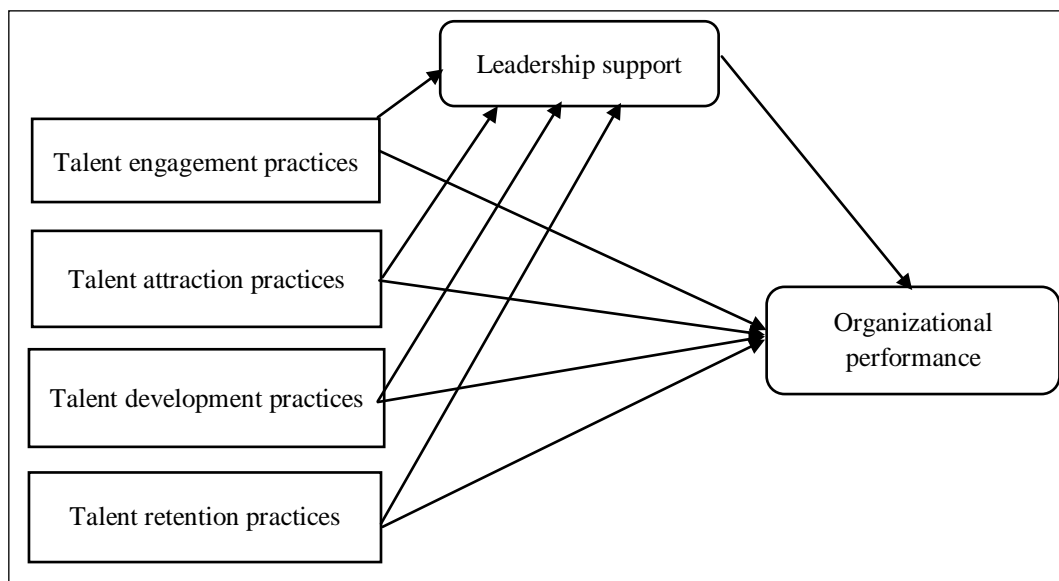 Leadership support
Talent engagement practices
Talent attraction practices
Organizational
performance
Talent development practices
Talent retention practices